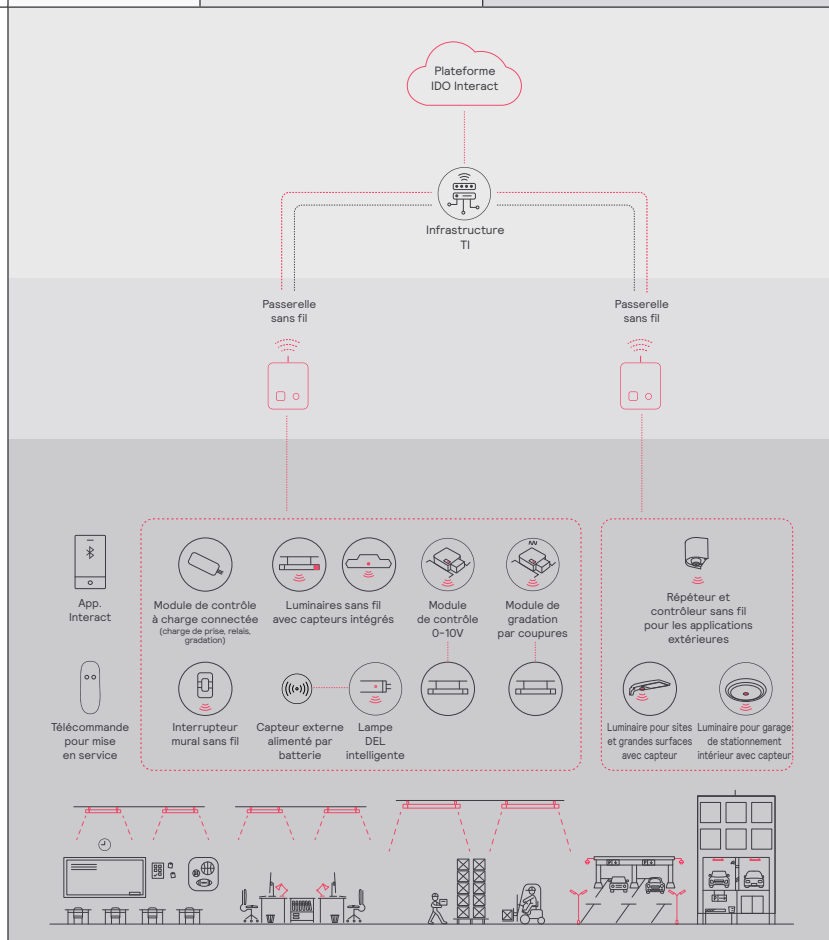 Plateforme
IDO Interact
Infrastructure
TI
Passerelle
sans fil
Passerelle
sans fil
App.
Interact
Module de contrôle
à charge connectée
(charge de prise, relais,
gradation)
Luminaires sans fil
avec capteurs intégrés
Module
de contrôle
0-10V
Module de
gradation
par coupures
Répéteur et
contrôleur sans fil
pour les applications
extérieures
Télécommande
pour mise
en service
Interrupteur
mural sans fil
Capteur externe
alimenté par
batterie
Lampe
DEL
intelligente
Luminaire pour sites
et grandes surfaces
avec capteur
Luminaire pour garage
de stationnement
intérieur avec capteur